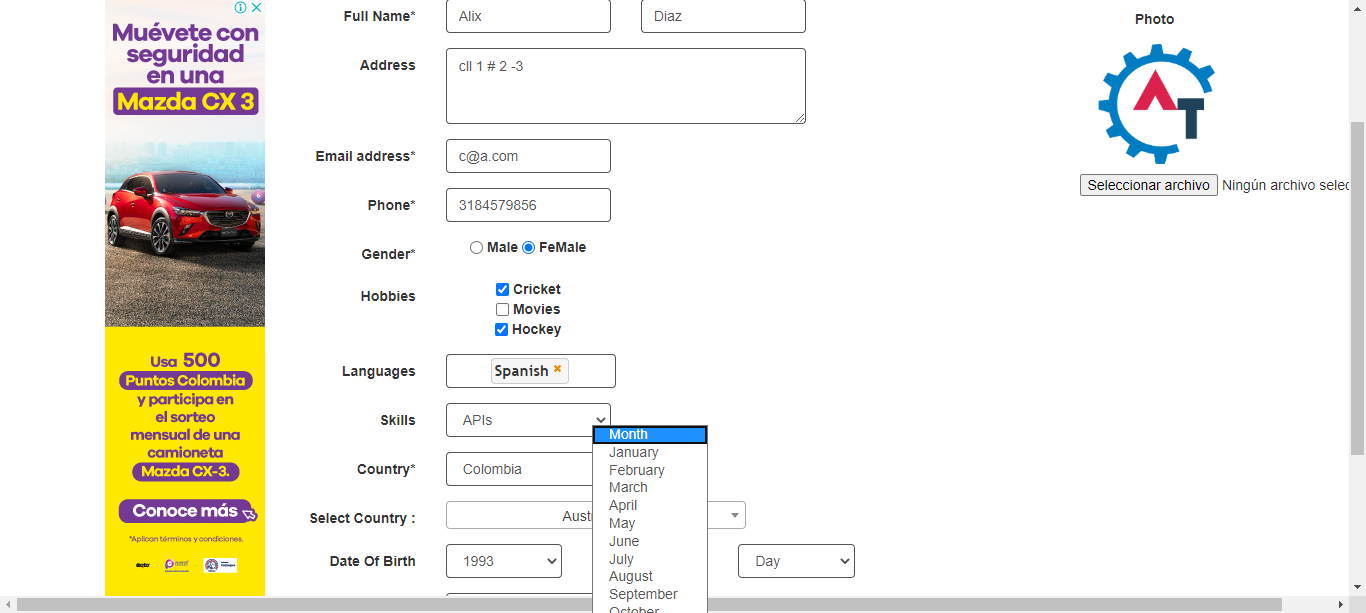 Muévete con
seguridad
en una
Mazda CX 3
Usa 500
Puntos Colombia
y participa en
el sorteo
mensual de una
camioneta
Mazda CX-3.
Conoce más
*Aplican términos y condiciones.
Full Name* Alix Diaz
Address cll 1 # 2 -3
Email address* c@a.com
Phone* 3184579856
Gender* Male FeMale
Hobbies Cricket
Movies
Hockey
Languages Spanish
Skills APIs
Country* Colombia
Select Country : Aust
Date Of Birth 1993 Day
Month
January
February
March
April
May
June
July
August
September
October
Photo
AT
Seleccionar archivo Ningún archivo selec